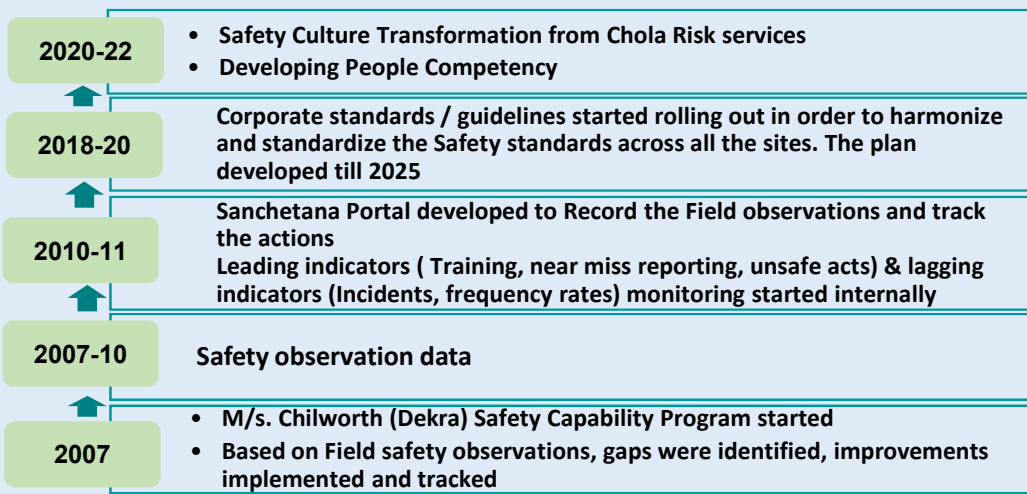 2020-22
• Safety Culture Transformation from Chola Risk services
• Developing People Competency
2018-20
Corporate standards / guidelines started rolling out in order to harmonize
and standardize the Safety standards across all the sites. The plan
developed till 2025
2010-11
Sanchetana Portal developed to Record the Field observations and track
the actions
Leading indicators ( Training, near miss reporting, unsafe acts) & lagging
indicators (Incidents, frequency rates) monitoring started internally
2007-10
Safety observation data
2007
• M/s. Chilworth (Dekra) Safety Capability Program started
• Based on Field safety observations, gaps were identified, improvements
implemented and tracked